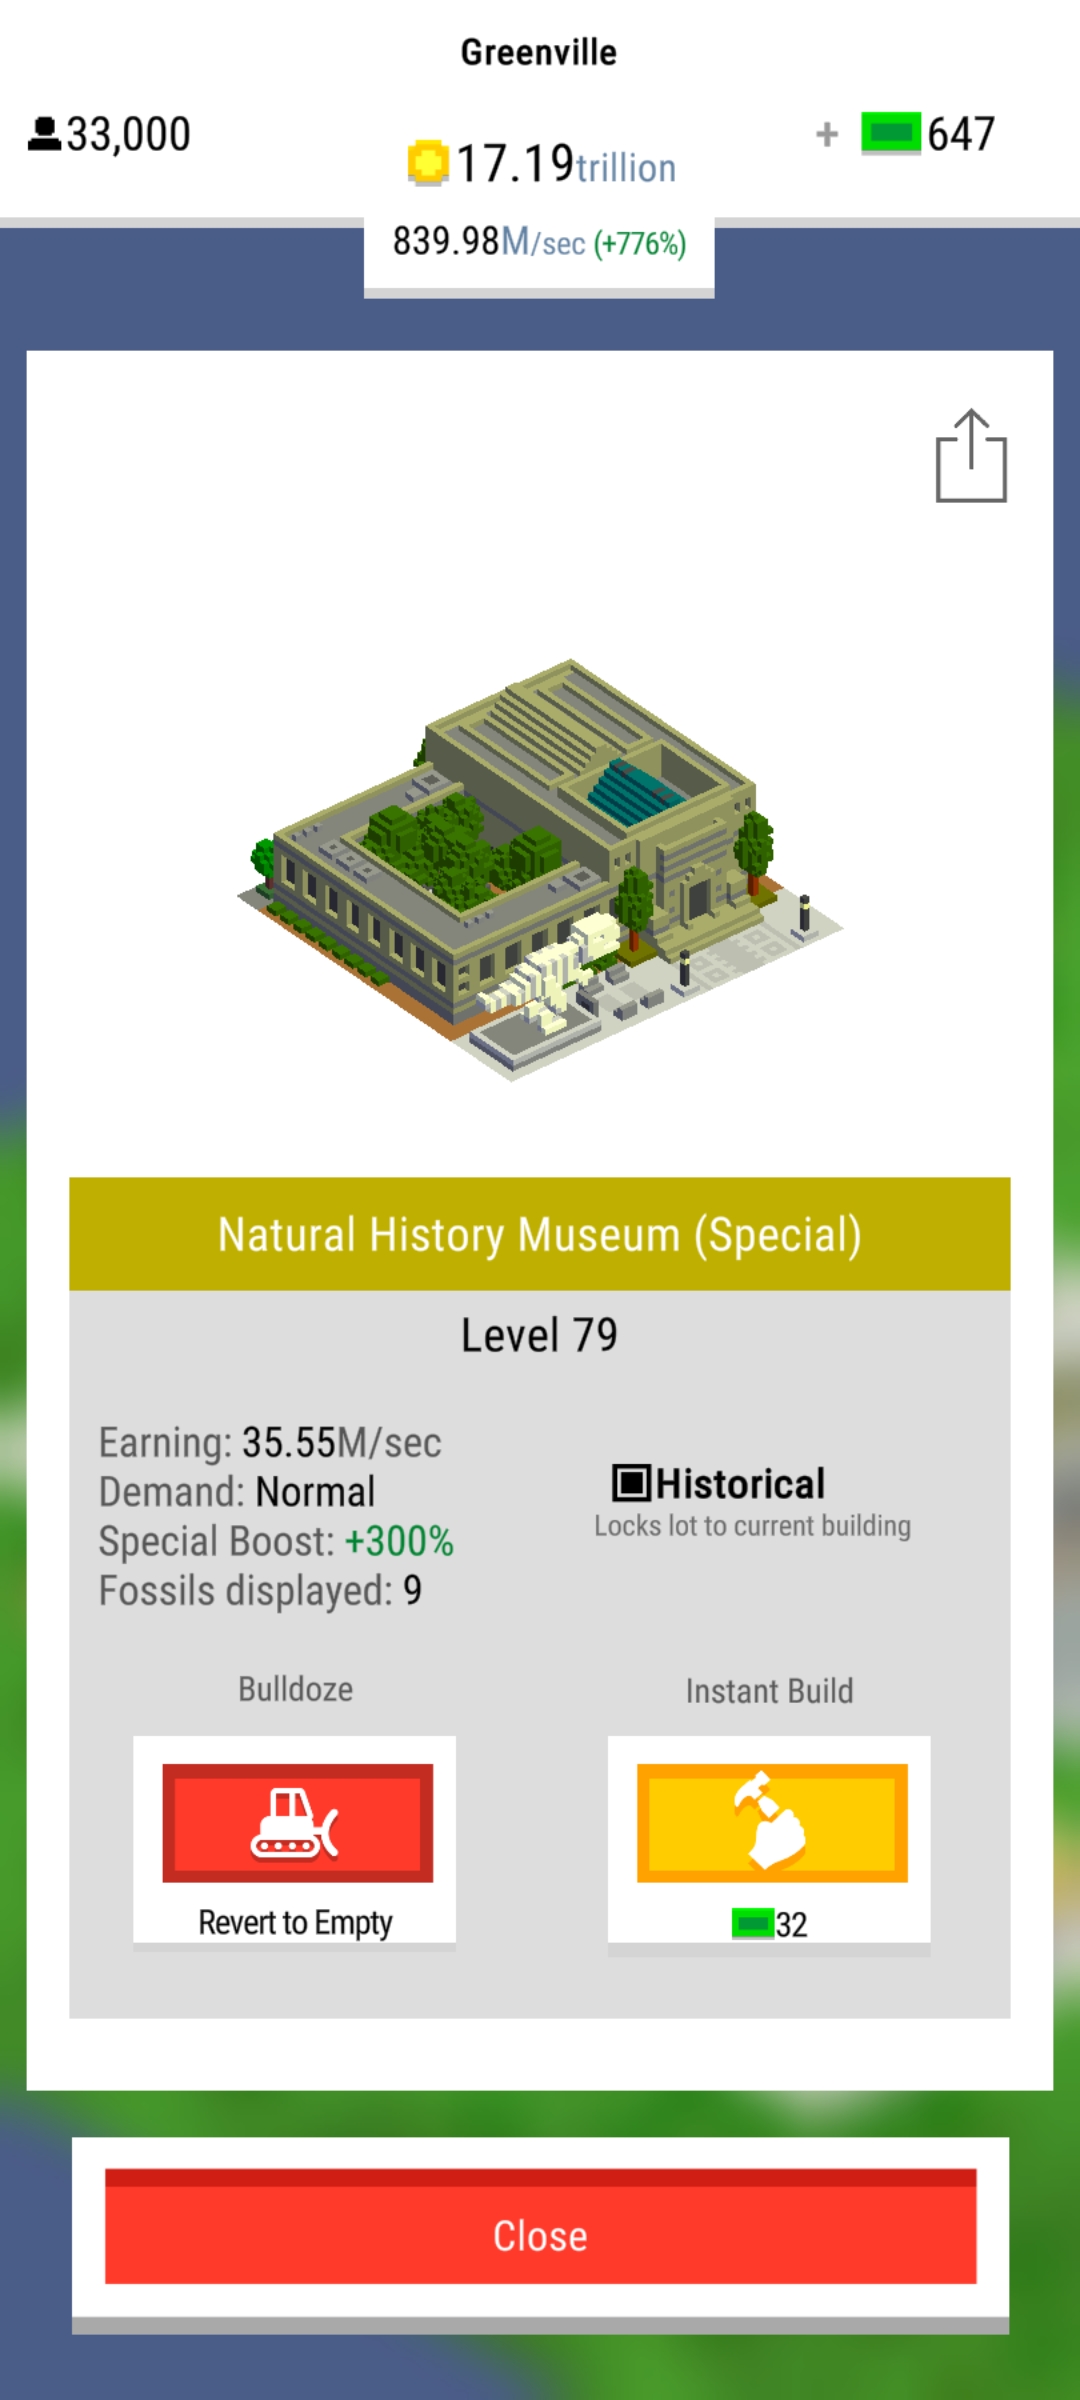 Greenville
33,000
17.19trillion
+ 647
839.98M/sec (+776%)
Natural History Museum (Special)
Level 79
Earning: 35.55M/sec
Demand: Normal
Special Boost: +300%
Fossils displayed: 9
Historical
Locks lot to current building
Bulldoze
Revert to Empty
Instant Build
32
Close